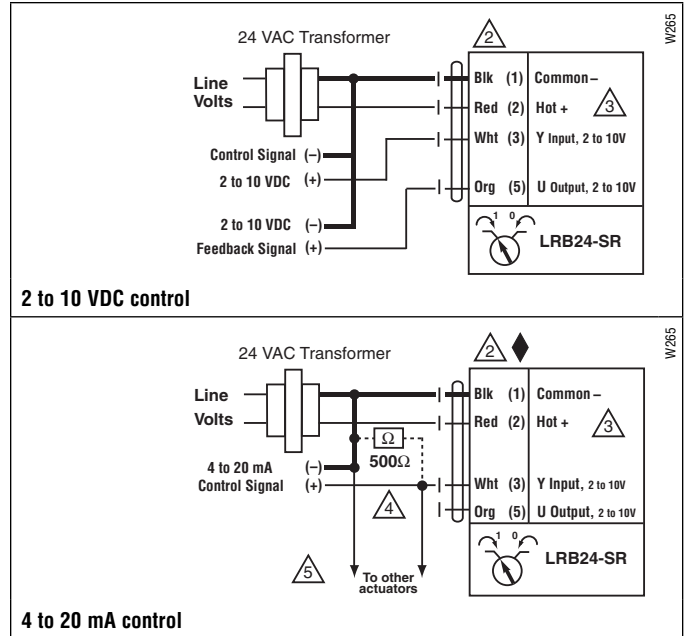 W265
24 VAC Transformer
2
Line
Volts
Blk (1) Common –
Red (2) Hot +
3
Wht (3) Y Input, 2 to 10V
Control Signal (–)
2 to 10 VDC (+)
Org (5) U Output, 2 to 10V
2 to 10 VDC (–)
Feedback Signal (+)
1 0
LRB24-SR
2 to 10 VDC control
W265
24 VAC Transformer
2
Line
Volts
Blk (1) Common –
Red (2) Hot +
3
Ω
500Ω
4 to 20 mA (–)
Control Signal (+)
Wht (3) Y Input, 2 to 10V
4
Org (5) U Output, 2 to 10V
1 0
LRB24-SR
5
To other
actuators
4 to 20 mA control